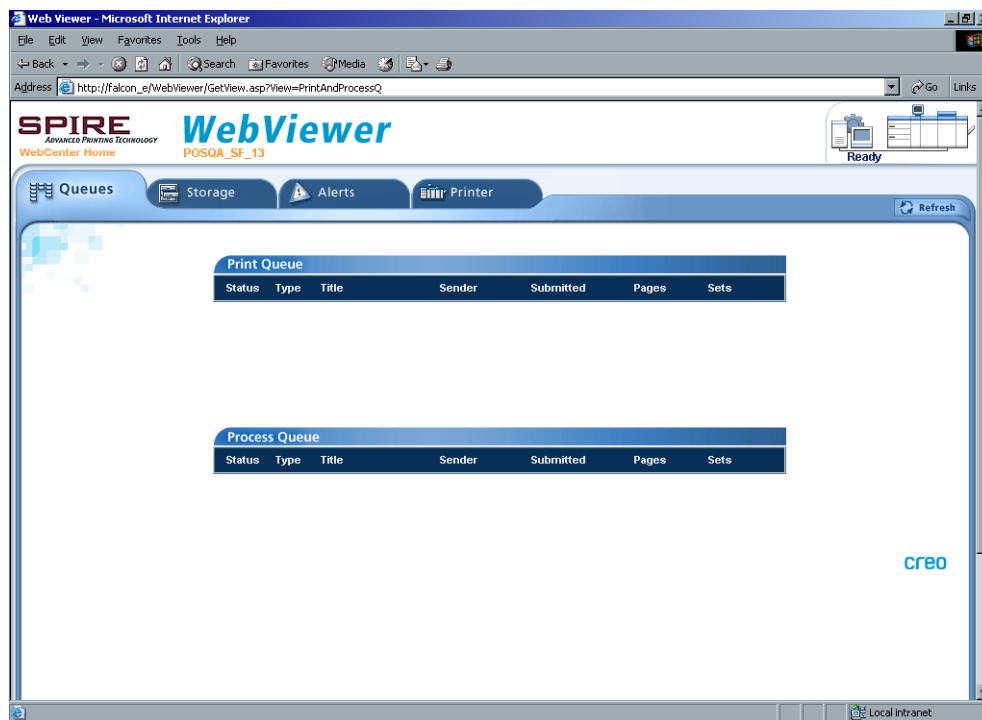 Web Viewer - Microsoft Internet Explorer
File Edit View Favorites Tools Help
Back Search Favorites Media
Address http://falcon_e/WebViewer/GetView.asp?View=PrintAndProcessQ Go Links
SPIRE
ADVANCED PRINTING TECHNOLOGY
WebCenter Home
WebViewer
POSQA_SF_13
Ready
Queues Storage Alerts Printer
Refresh
Print Queue
Status Type Title Sender Submitted Pages Sets
Process Queue
Status Type Title Sender Submitted Pages Sets
creo
Local intranet